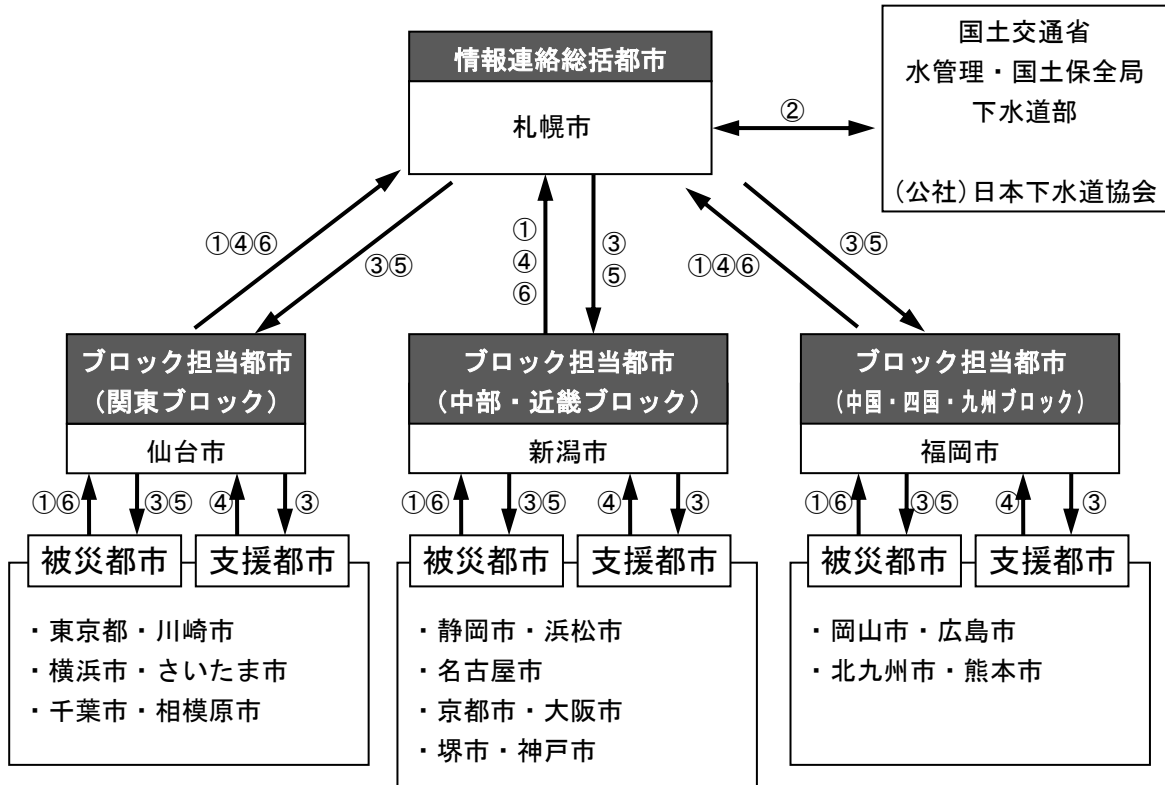 情報連絡総括都市
札幌市
国土交通省
水管理・国土保全局
下水道部
(公社)日本下水道協会
②
①④⑥
③⑤
①
④
⑥
③
⑤
①④⑥
③⑤
ブロック担当都市
(関東ブロック)
仙台市
ブロック担当都市
(中部・近畿ブロック)
新潟市
ブロック担当都市
(中国・四国・九州ブロック)
福岡市
①⑥
③⑤
④
③
①⑥
③⑤
④
③
①⑥
③⑤
④
③
被災都市
支援都市
・東京都・川崎市
・横浜市・さいたま市
・千葉市・相模原市
被災都市
支援都市
・静岡市・浜松市
・名古屋市
・京都市・大阪市
・堺市・神戸市
被災都市
支援都市
・岡山市・広島市
・北九州市・熊本市